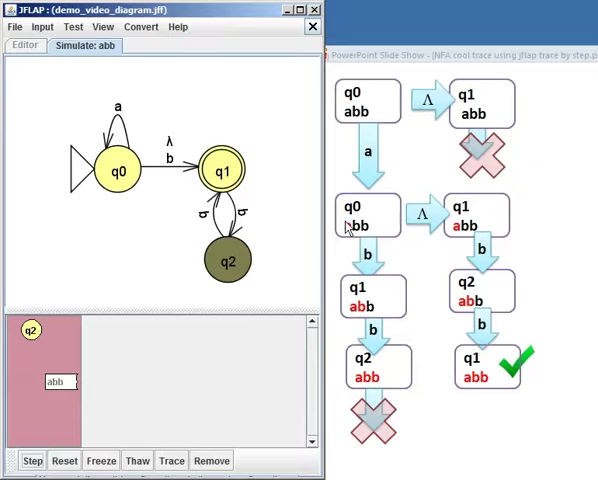 JFLAP : (demo_video_diagram.jff)
File Input Test View Convert Help
Editor Simulate: abb
a
λ
b
q0
q1
b b
q2
q2
abb
Step Reset Freeze Thaw Trace Remove
PowerPoint Slide Show - [NFA cool trace using jflap trace by step.p
q0
abb
Λ
q1
abb
a
q0
abb
Λ
q1
abb
b
b
q1
abb
q2
abb
b
b
q2
abb
q1
abb